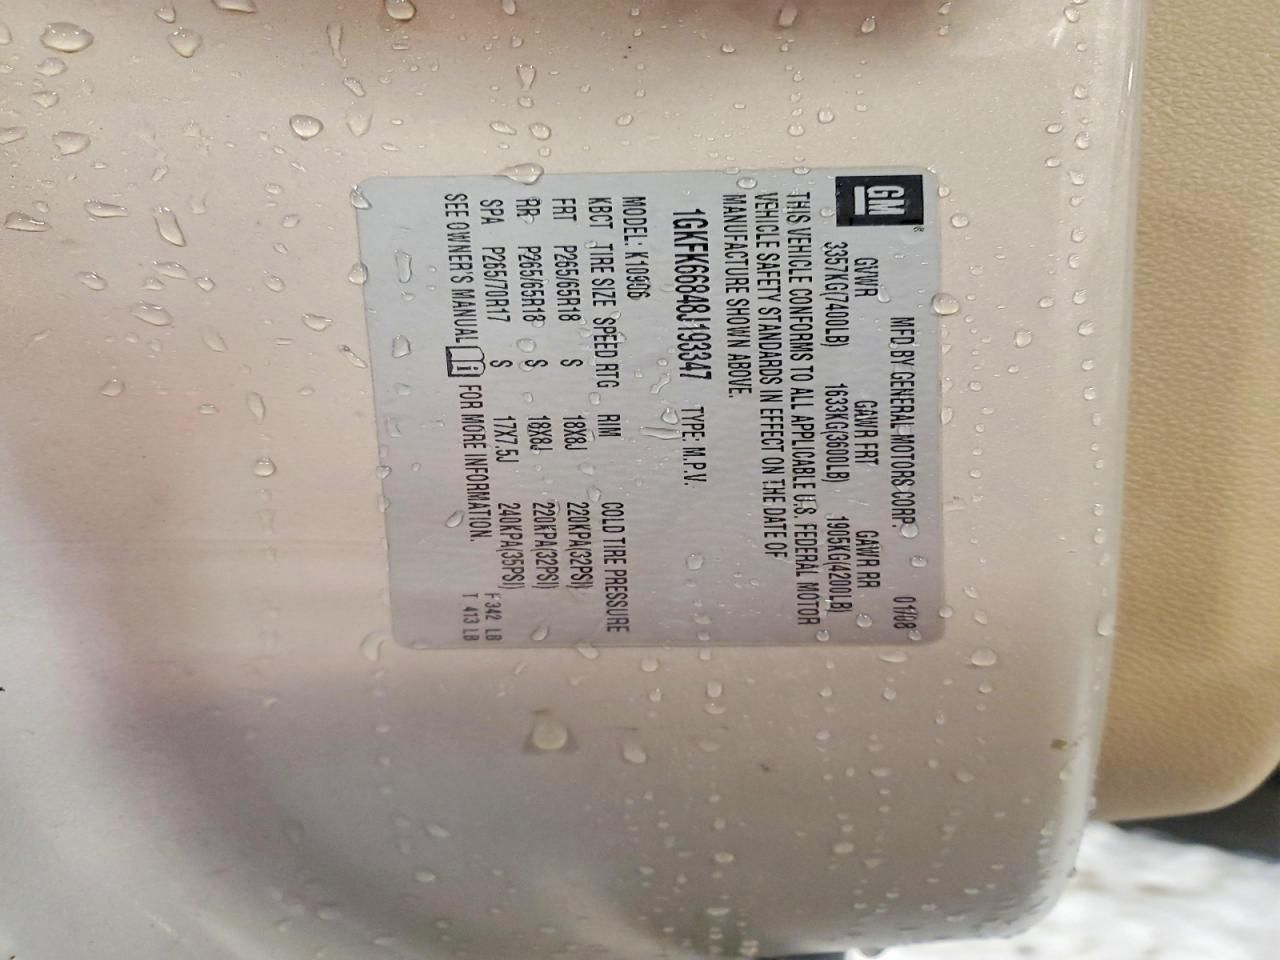 GM
MFD BY GENERAL MOTORS CORP. 01/08
GVWR GAWR FRT GAWR RR
3357KG(7400LB) 1633KG(3600LB) 1905KG(4200LB)
THIS VEHICLE CONFORMS TO ALL APPLICABLE U.S. FEDERAL MOTOR
VEHICLE SAFETY STANDARDS IN EFFECT ON THE DATE OF
MANUFACTURE SHOWN ABOVE.
1GKFK66848J193347 TYPE: M.P.V.
MODEL: K10906
KBCT TIRE SIZE SPEED RTG RIM COLD TIRE PRESSURE
FRT P265/65R18 S 18X8J 220KPA(32PSI)
RR P265/65R18 S 18X8J 220KPA(32PSI)
SPA P265/70R17 S 17X7.5J 240KPA(35PSI)
SEE OWNER'S MANUAL i FOR MORE INFORMATION.
F 342 LB
T 413 LB